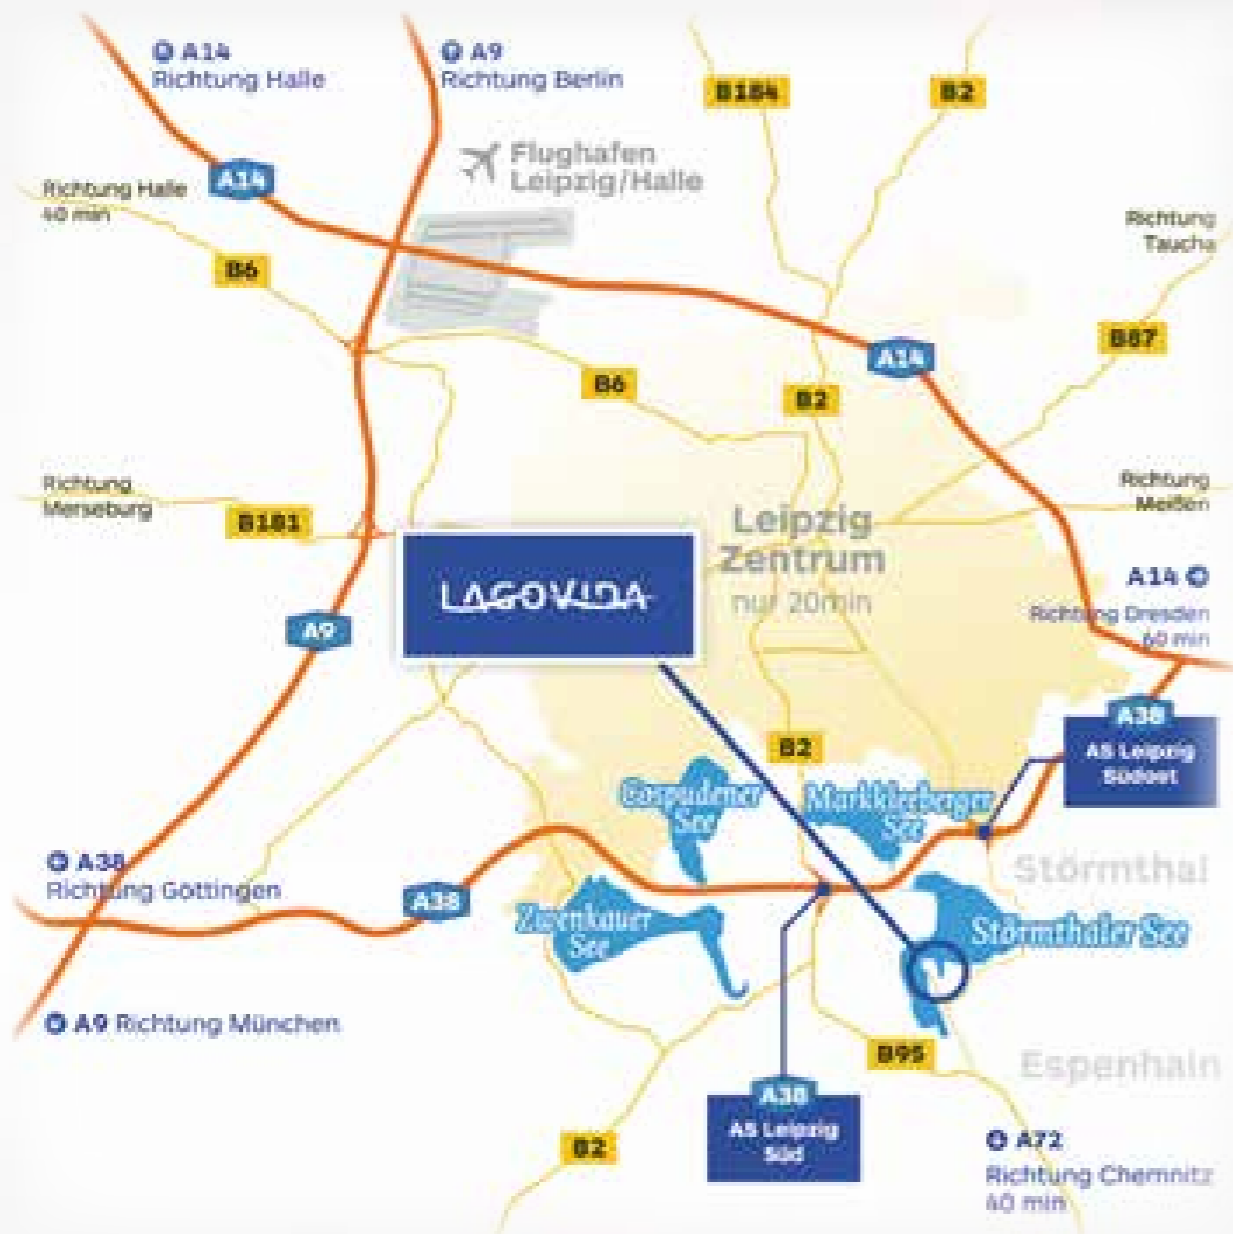 A14
Richtung Halle
A9
Richtung Berlin
B184
B2
Flughafen
Leipzig/Halle
A14
Richtung Halle
40 min
Richtung
Taucha
B6
B87
A14
B6
B2
Richtung
Merseburg
Richtung
Meißen
B181
Leipzig
Zentrum
nur 20min
A14
LAGOVIDA
Richtung Dresden
60 min
A9
A38
AS Leipzig
Südost
B2
Cospudener
See
Markkleeberger
See
A38
Richtung Göttingen
Störmthal
A38
Zwenkauer
See
Störmthaler See
A9 Richtung München
B95
Espenhain
A38
AS Leipzig
Süd
B2
A72
Richtung Chemnitz
40 min